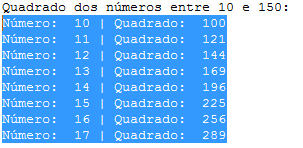 Quadrado dos números entre 10 e 150:
Número:  10 | Quadrado:  100
Número:  11 | Quadrado:  121
Número:  12 | Quadrado:  144
Número:  13 | Quadrado:  169
Número:  14 | Quadrado:  196
Número:  15 | Quadrado:  225
Número:  16 | Quadrado:  256
Número:  17 | Quadrado:  289